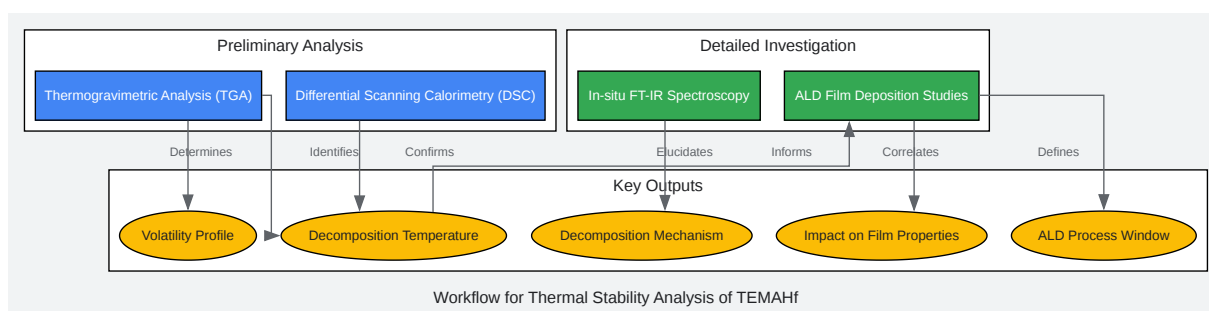 Preliminary Analysis
Detailed Investigation
Thermogravimetric Analysis (TGA)
Differential Scanning Calorimetry (DSC)
In-situ FT-IR Spectroscopy
ALD Film Deposition Studies
Determines
Identifies
Confirms
Elucidates
Informs
Correlates
Defines
Key Outputs
Volatility Profile
Decomposition Temperature
Decomposition Mechanism
Impact on Film Properties
ALD Process Window
Workflow for Thermal Stability Analysis of TEMAHf